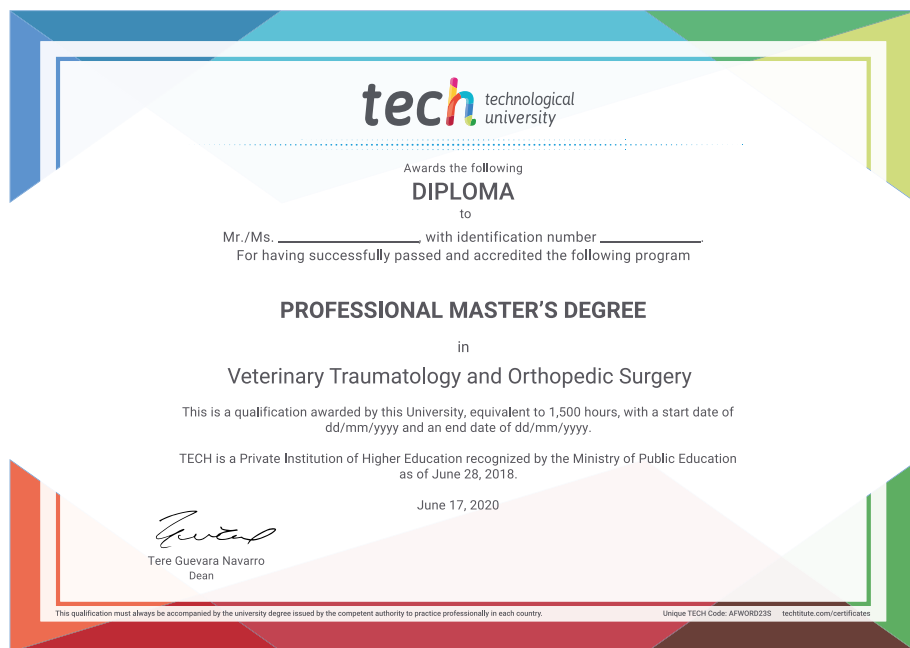 tech technological
university
Awards the following
DIPLOMA
to
Mr./Ms. ____________________, with identification number ______________.
For having successfully passed and accredited the following program
PROFESSIONAL MASTER'S DEGREE
in
Veterinary Traumatology and Orthopedic Surgery
This is a qualification awarded by this University, equivalent to 1,500 hours, with a start date of
dd/mm/yyyy and an end date of dd/mm/yyyy.
TECH is a Private Institution of Higher Education recognized by the Ministry of Public Education
as of June 28, 2018.
June 17, 2020
Tere Guevara Navarro
Dean
This qualification must always be accompanied by the university degree issued by the competent authority to practice professionally in each country. Unique TECH Code: AFWORD23S techtitute.com/certificates